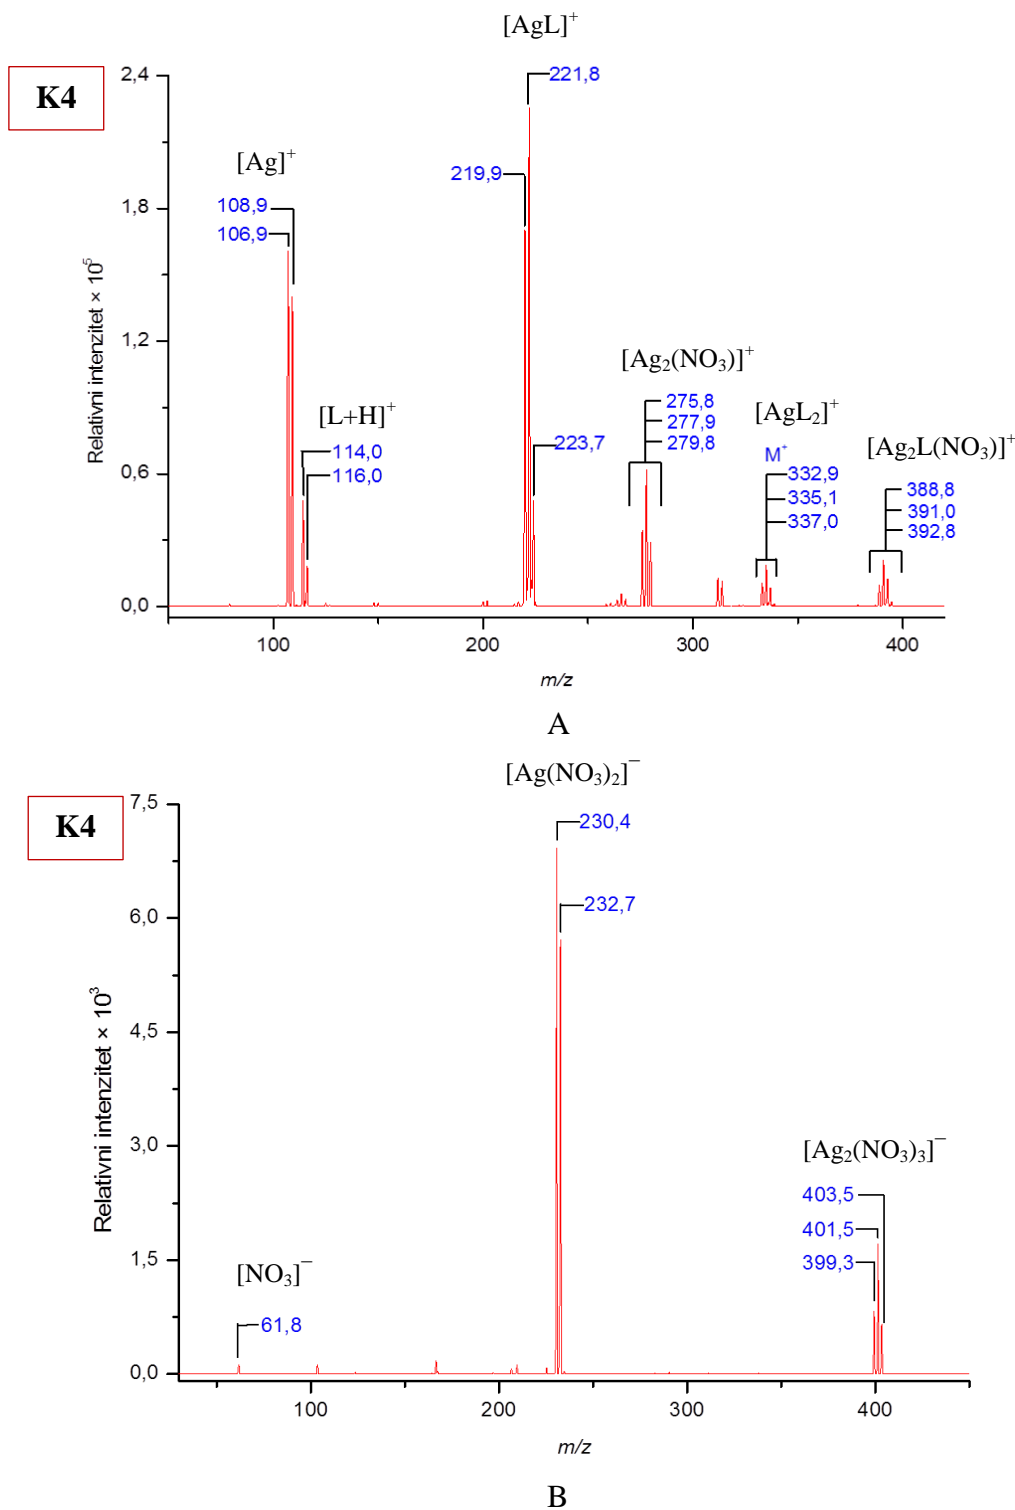 [AgL]⁺
K4
2,4
221,8
[Ag]⁺
219,9
108,9
1,8
106,9
Relativni intenzitet × 10⁵
1,2
[Ag₂(NO₃)]⁺
275,8
277,9
279,8
[AgL₂]⁺
M⁺
332,9
335,1
337,0
[Ag₂L(NO₃)]⁺
388,8
391,0
392,8
[L+H]⁺
114,0
116,0
223,7
0,6
0,0
100
200
300
400
m/z
A
[Ag(NO₃)₂]⁻
K4
7,5
230,4
232,7
6,0
4,5
Relativni intenzitet × 10³
3,0
[Ag₂(NO₃)₃]⁻
403,5
401,5
399,3
1,5
[NO₃]⁻
61,8
0,0
100
200
300
400
m/z
B